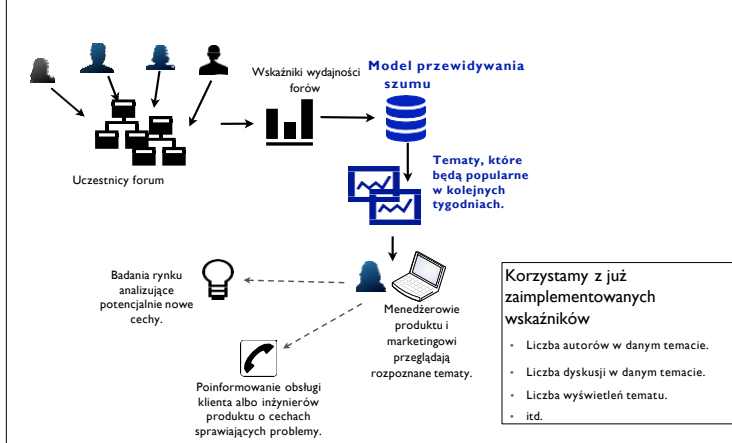 Wskaźniki wydajności
forów
Model przewidywania
szumu
Uczestnicy forum
Tematy, które
będą popularne
w kolejnych
tygodniach.
Badania rynku
analizujące
potencjalnie nowe
cechy.
Menedżerowie
produktu i
marketingowi
przeglądają
rozpoznane tematy.
Poinformowanie obsługi
klienta albo inżynierów
produktu o cechach
sprawiających problemy.
Korzystamy z już
zaimplementowanych
wskaźników
• Liczba autorów w danym temacie.
• Liczba dyskusji w danym temacie.
• Liczba wyświetleń tematu.
• itd.